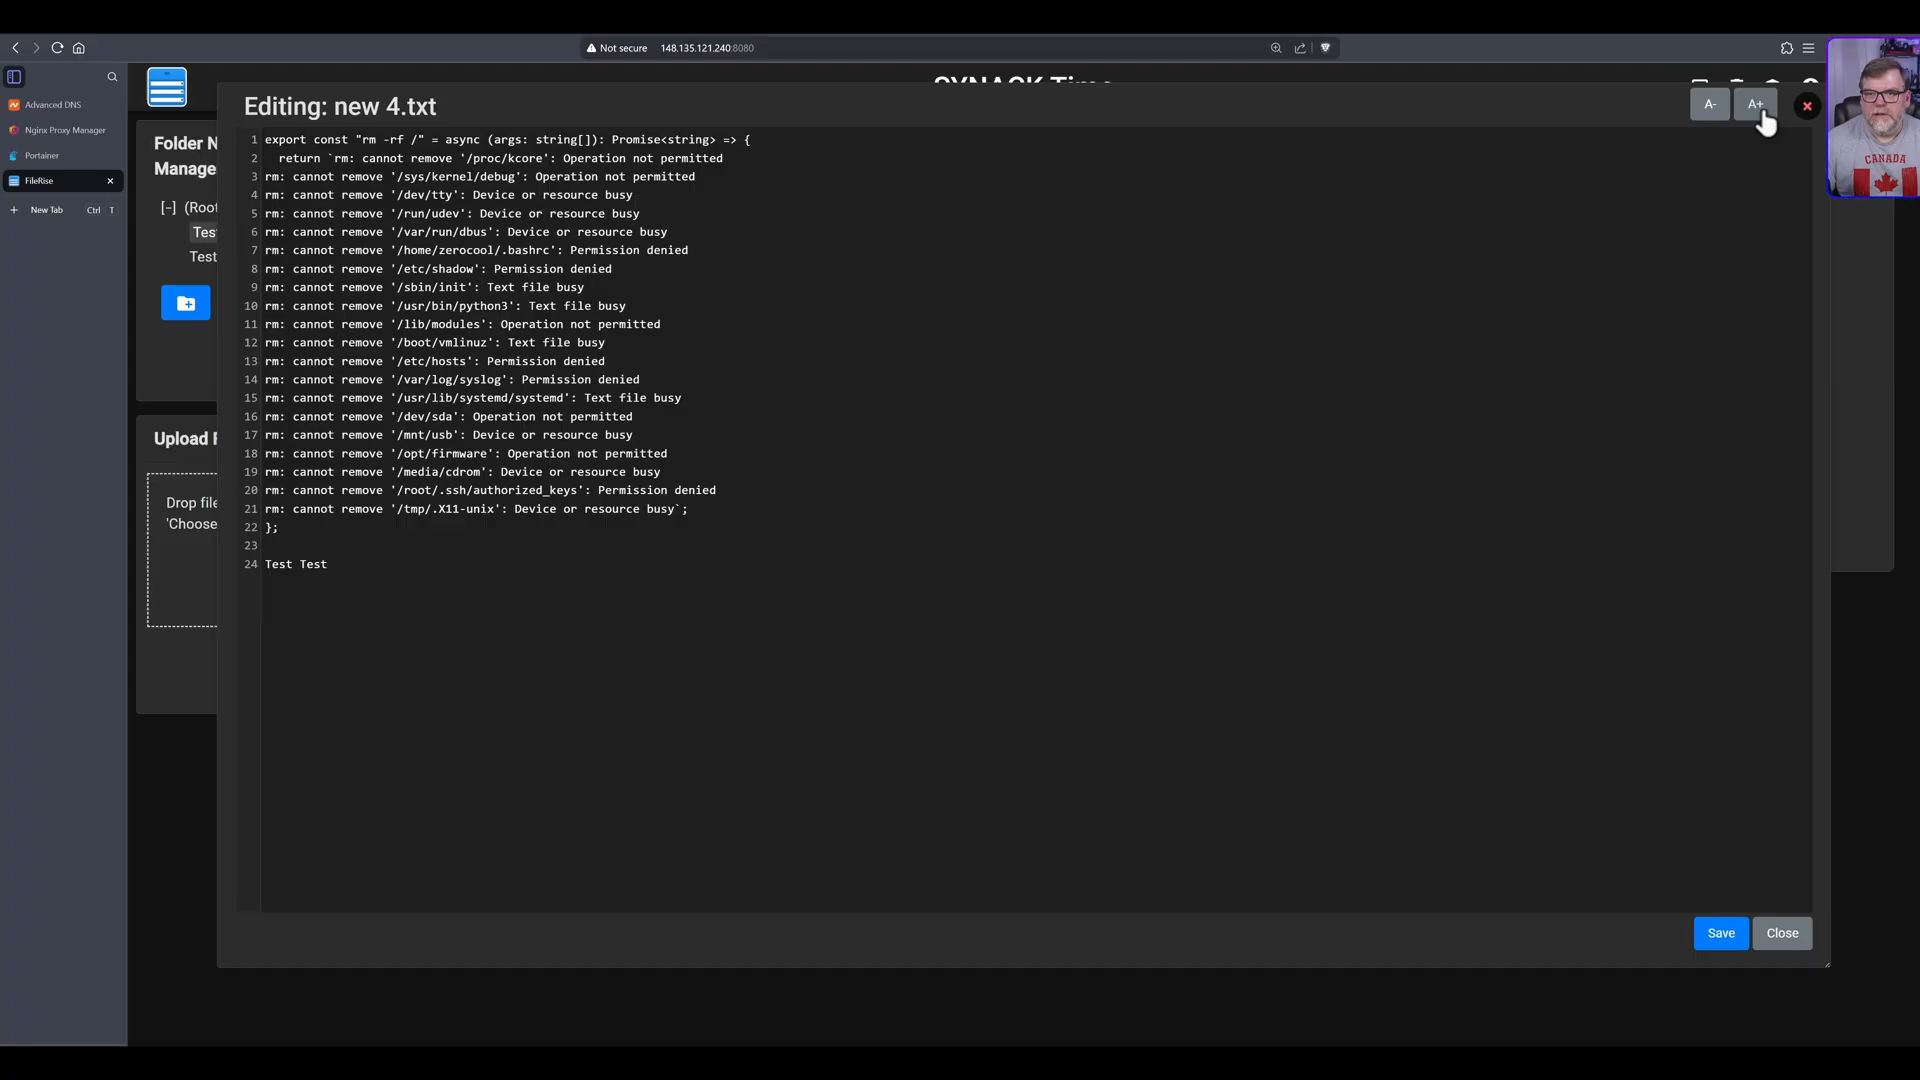 Not secure 148.135.121.240:8080
Advanced DNS
Nginx Proxy Manager
Portainer
FileRise
New Tab Ctrl T
SYNACK Time
Folder N
Manage
[-] (Root
Tes
Test
Upload F
Drop file
'Choose
Editing: new 4.txt
A-
A+
1 export const "rm -rf /" = async (args: string[]): Promise<string> => {
2 return `rm: cannot remove '/proc/kcore': Operation not permitted
3 rm: cannot remove '/sys/kernel/debug': Operation not permitted
4 rm: cannot remove '/dev/tty': Device or resource busy
5 rm: cannot remove '/run/udev': Device or resource busy
6 rm: cannot remove '/var/run/dbus': Device or resource busy
7 rm: cannot remove '/home/zerocool/.bashrc': Permission denied
8 rm: cannot remove '/etc/shadow': Permission denied
9 rm: cannot remove '/sbin/init': Text file busy
10 rm: cannot remove '/usr/bin/python3': Text file busy
11 rm: cannot remove '/lib/modules': Operation not permitted
12 rm: cannot remove '/boot/vmlinuz': Text file busy
13 rm: cannot remove '/etc/hosts': Permission denied
14 rm: cannot remove '/var/log/syslog': Permission denied
15 rm: cannot remove '/usr/lib/systemd/systemd': Text file busy
16 rm: cannot remove '/dev/sda': Operation not permitted
17 rm: cannot remove '/mnt/usb': Device or resource busy
18 rm: cannot remove '/opt/firmware': Operation not permitted
19 rm: cannot remove '/media/cdrom': Device or resource busy
20 rm: cannot remove '/root/.ssh/authorized_keys': Permission denied
21 rm: cannot remove '/tmp/.X11-unix': Device or resource busy`;
22 };
23
24 Test Test
Save
Close
CANADA